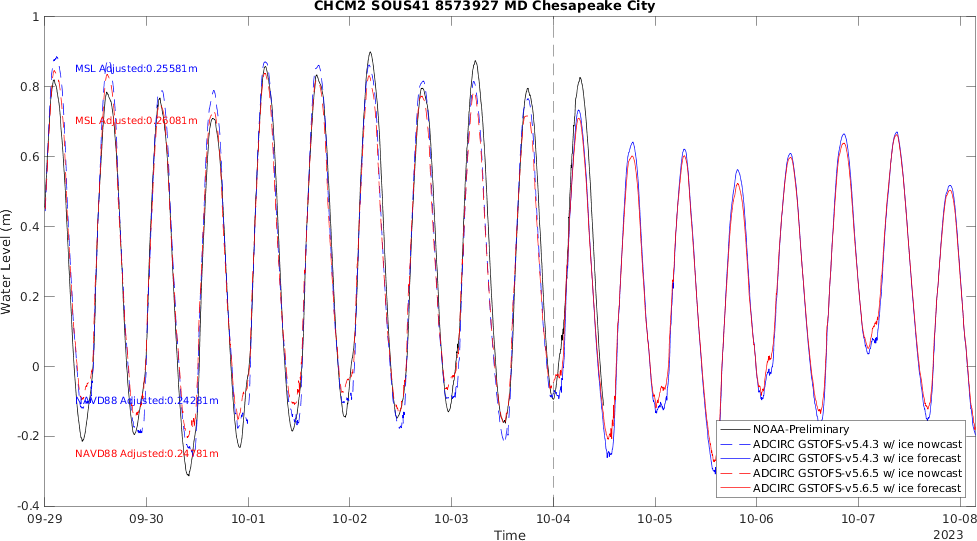 CHCM2 SOUS41 8573927 MD Chesapeake City
1
0.8
0.6
0.4
0.2
0
-0.2
-0.4
Water Level (m)
MSL Adjusted:0.25581m
MSL Adjusted:0.26081m
NAVD88 Adjusted:0.24281m
NAVD88 Adjusted:0.24781m
NOAA-Preliminary
ADCIRC GSTOFS-v5.4.3 w/ ice nowcast
ADCIRC GSTOFS-v5.4.3 w/ ice forecast
ADCIRC GSTOFS-v5.6.5 w/ ice nowcast
ADCIRC GSTOFS-v5.6.5 w/ ice forecast
09-29 09-30 10-01 10-02 10-03 10-04 10-05 10-06 10-07 10-08
Time
2023